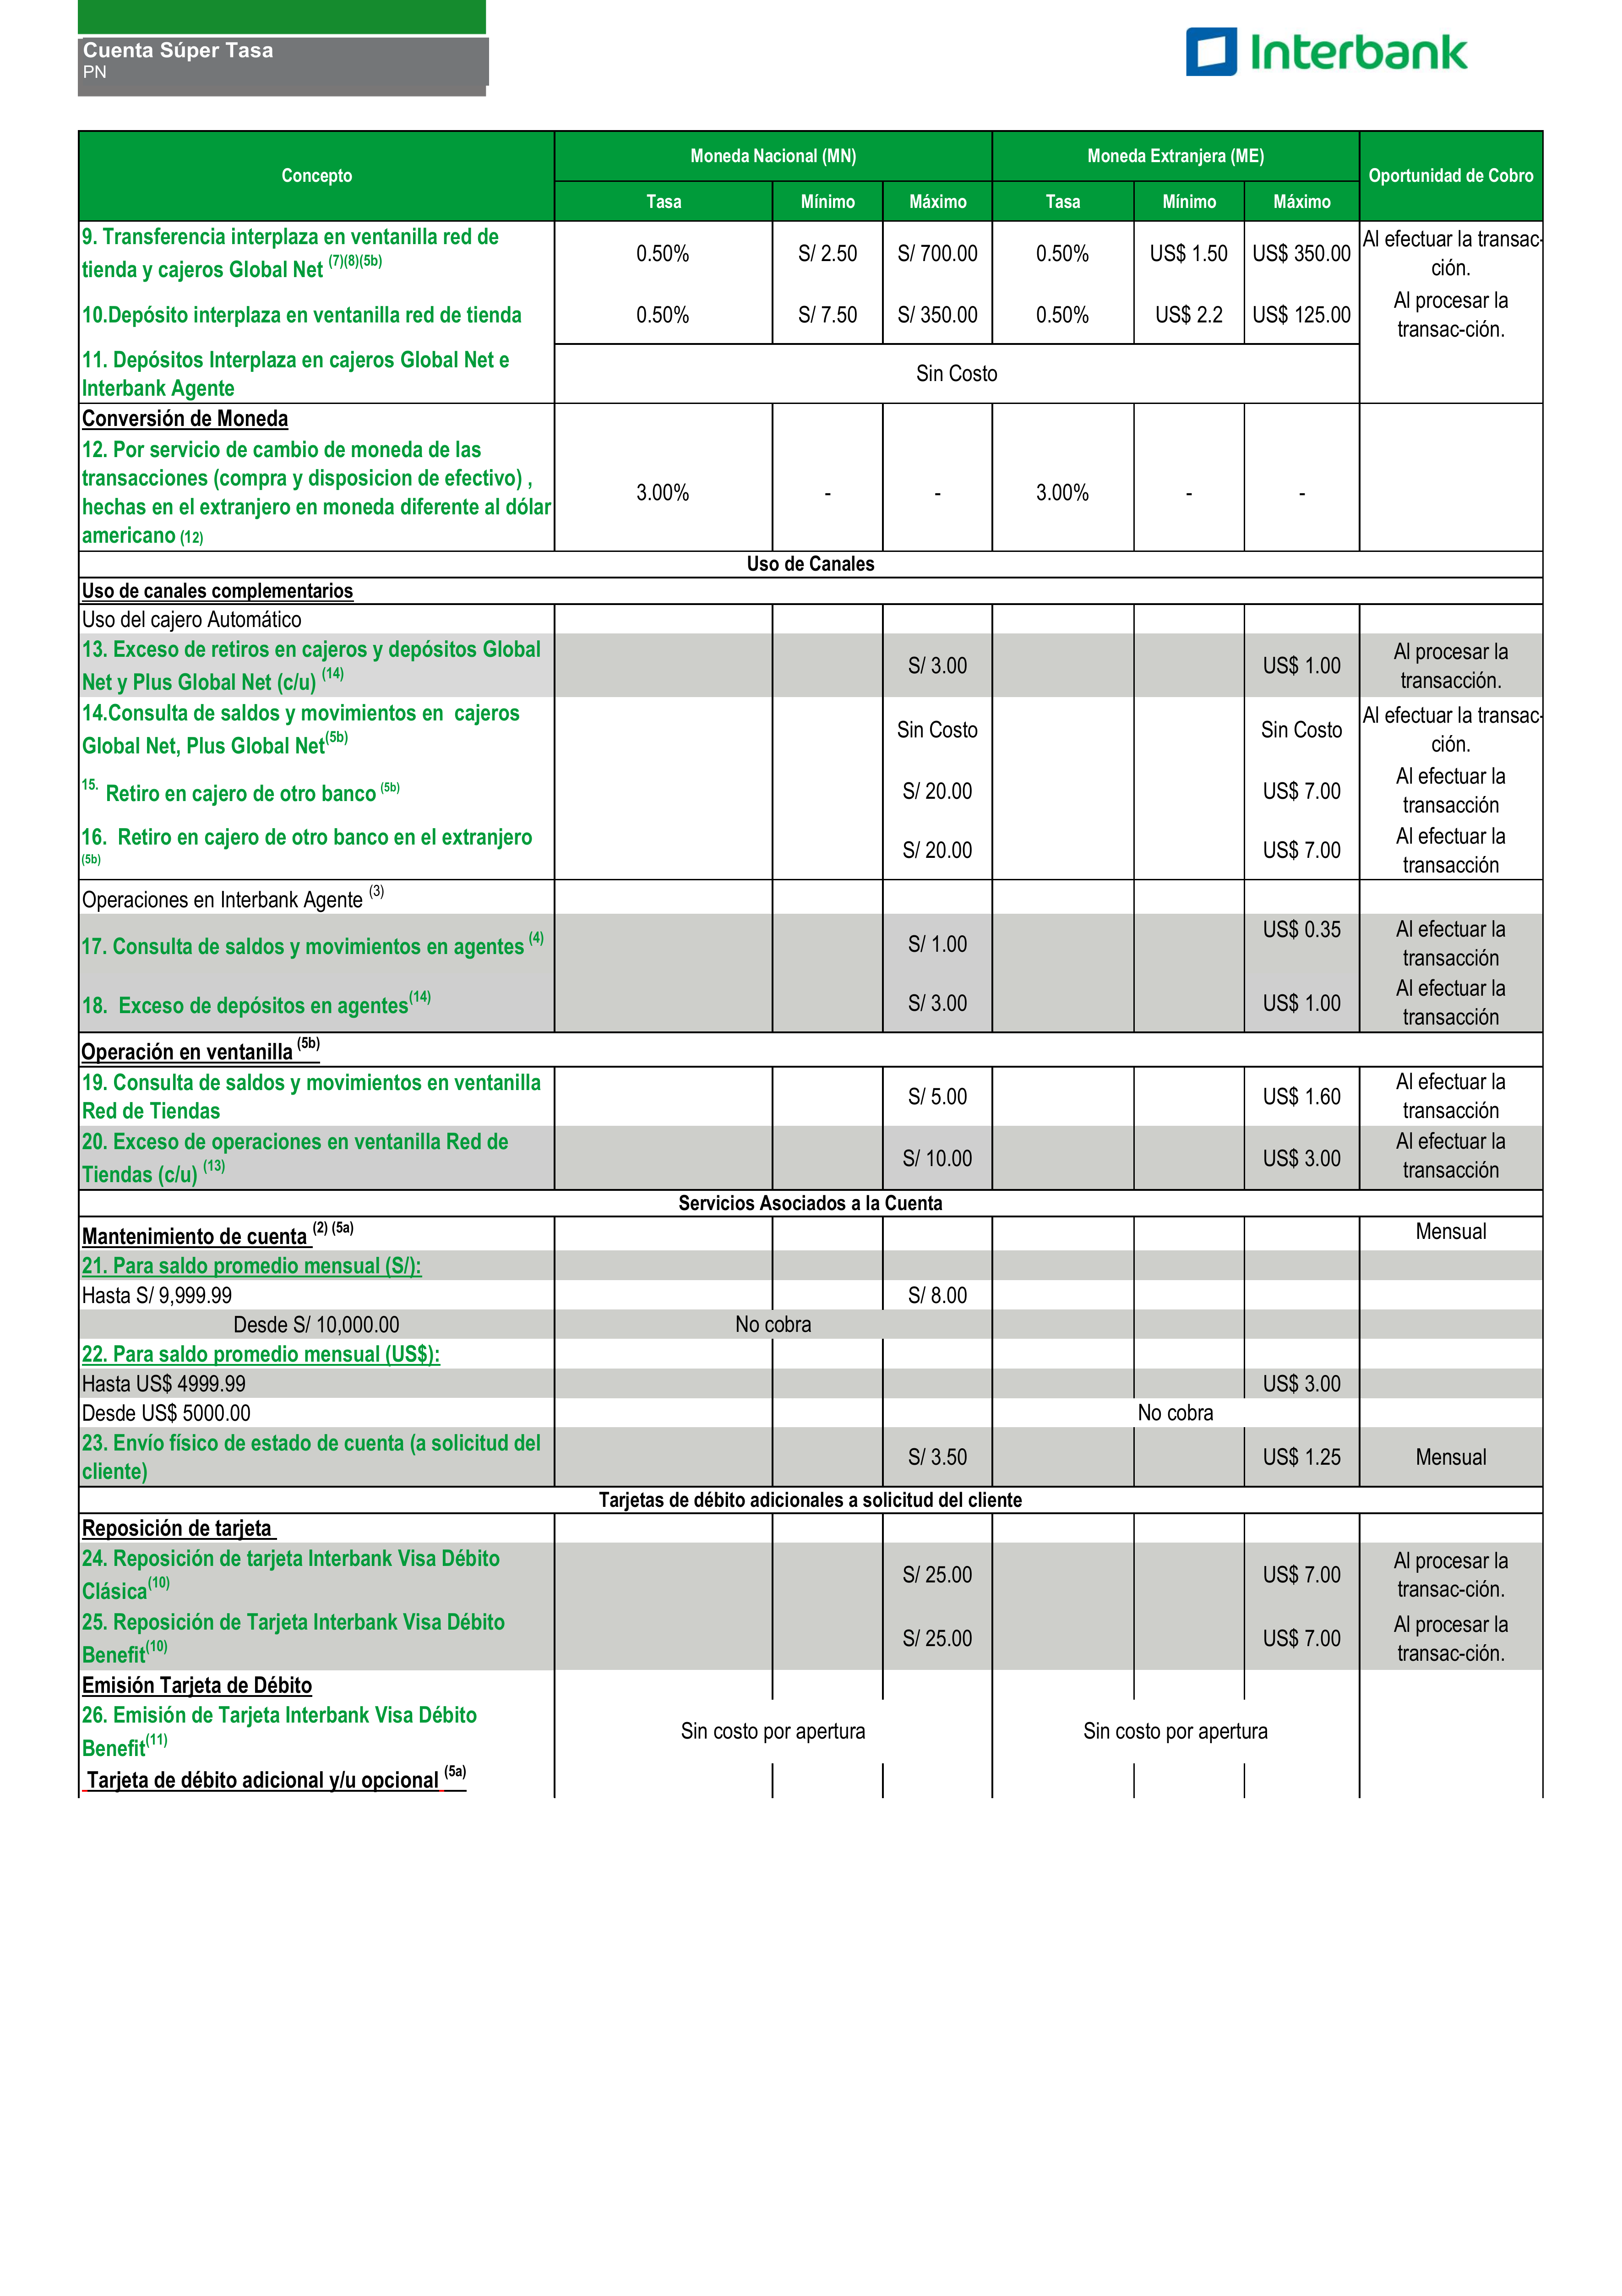 Cuenta Súper Tasa
PN
Interbank
Concepto
Moneda Nacional (MN)
Moneda Extranjera (ME)
Oportunidad de Cobro
Tasa
Mínimo
Máximo
Tasa
Mínimo
Máximo
9. Transferencia interplaza en ventanilla red de
tienda y cajeros Global Net (7)(8)(5b)
0.50%
S/ 2.50
S/ 700.00
0.50%
US$ 1.50
US$ 350.00
Al efectuar la transac-
ción.
10.Depósito interplaza en ventanilla red de tienda
0.50%
S/ 7.50
S/ 350.00
0.50%
US$ 2.2
US$ 125.00
Al procesar la
transac-ción.
11. Depósitos Interplaza en cajeros Global Net e
Interbank Agente
Sin Costo
Conversión de Moneda
12. Por servicio de cambio de moneda de las
transacciones (compra y disposicion de efectivo) ,
hechas en el extranjero en moneda diferente al dólar
americano (12)
3.00%
-
-
3.00%
-
-
Uso de Canales
Uso de canales complementarios
Uso del cajero Automático
13. Exceso de retiros en cajeros y depósitos Global
Net y Plus Global Net (c/u) (14)
S/ 3.00
US$ 1.00
Al procesar la
transacción.
14.Consulta de saldos y movimientos en cajeros
Global Net, Plus Global Net(5b)
Sin Costo
Sin Costo
Al efectuar la transac-
ción.
15. Retiro en cajero de otro banco (5b)
S/ 20.00
US$ 7.00
Al efectuar la
transacción
16. Retiro en cajero de otro banco en el extranjero
(5b)
S/ 20.00
US$ 7.00
Al efectuar la
transacción
Operaciones en Interbank Agente (3)
17. Consulta de saldos y movimientos en agentes (4)
S/ 1.00
US$ 0.35
Al efectuar la
transacción
18. Exceso de depósitos en agentes(14)
S/ 3.00
US$ 1.00
Al efectuar la
transacción
Operación en ventanilla (5b)
19. Consulta de saldos y movimientos en ventanilla
Red de Tiendas
S/ 5.00
US$ 1.60
Al efectuar la
transacción
20. Exceso de operaciones en ventanilla Red de
Tiendas (c/u) (13)
S/ 10.00
US$ 3.00
Al efectuar la
transacción
Servicios Asociados a la Cuenta
Mantenimiento de cuenta (2) (5a)
Mensual
21. Para saldo promedio mensual (S/):
Hasta S/ 9,999.99
S/ 8.00
Desde S/ 10,000.00
No cobra
22. Para saldo promedio mensual (US$):
Hasta US$ 4999.99
US$ 3.00
Desde US$ 5000.00
No cobra
23. Envío físico de estado de cuenta (a solicitud del
cliente)
S/ 3.50
US$ 1.25
Mensual
Tarjetas de débito adicionales a solicitud del cliente
Reposición de tarjeta
24. Reposición de tarjeta Interbank Visa Débito
Clásica(10)
S/ 25.00
US$ 7.00
Al procesar la
transac-ción.
25. Reposición de Tarjeta Interbank Visa Débito
Benefit(10)
S/ 25.00
US$ 7.00
Al procesar la
transac-ción.
Emisión Tarjeta de Débito
26. Emisión de Tarjeta Interbank Visa Débito
Benefit(11)
Sin costo por apertura
Sin costo por apertura
Tarjeta de débito adicional y/u opcional (5a)